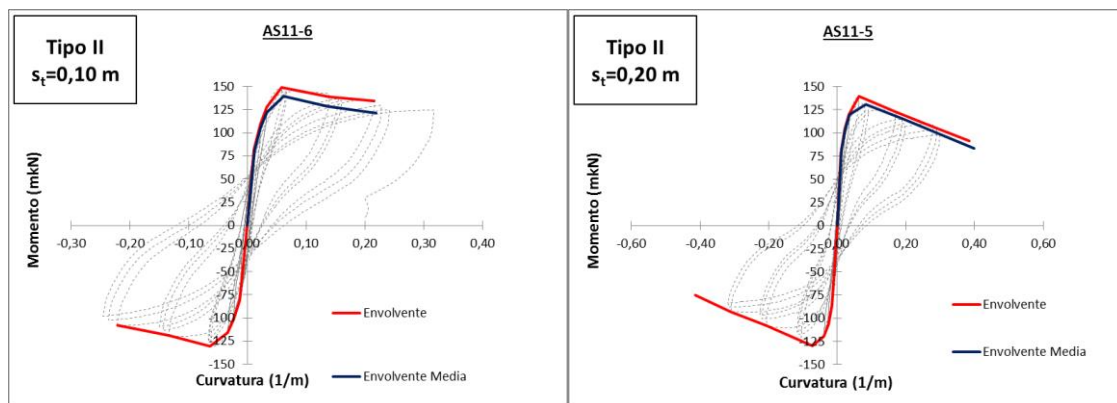 Tipo II
sₜ=0,10 m
AS11-6
Momento (mkN)
150
125
100
75
50
25
0
-25
-50
-75
-100
-125
-150
-0,30 -0,20 -0,10 0,00 0,10 0,20 0,30 0,40
Envolvente
Envolvente Media
Curvatura (1/m)
Tipo II
sₜ=0,20 m
AS11-5
Momento (mkN)
150
125
100
75
50
25
0
-25
-50
-75
-100
-125
-150
-0,60 -0,40 -0,20 0,00 0,20 0,40 0,60
Envolvente
Envolvente Media
Curvatura (1/m)